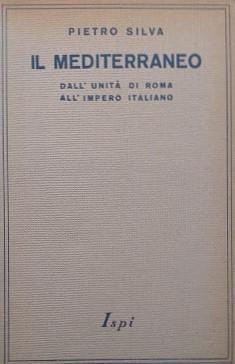 PIETRO SILVA
IL MEDITERRANEO
DALL'UNITÀ DI ROMA
ALL'IMPERO ITALIANO
Ispi